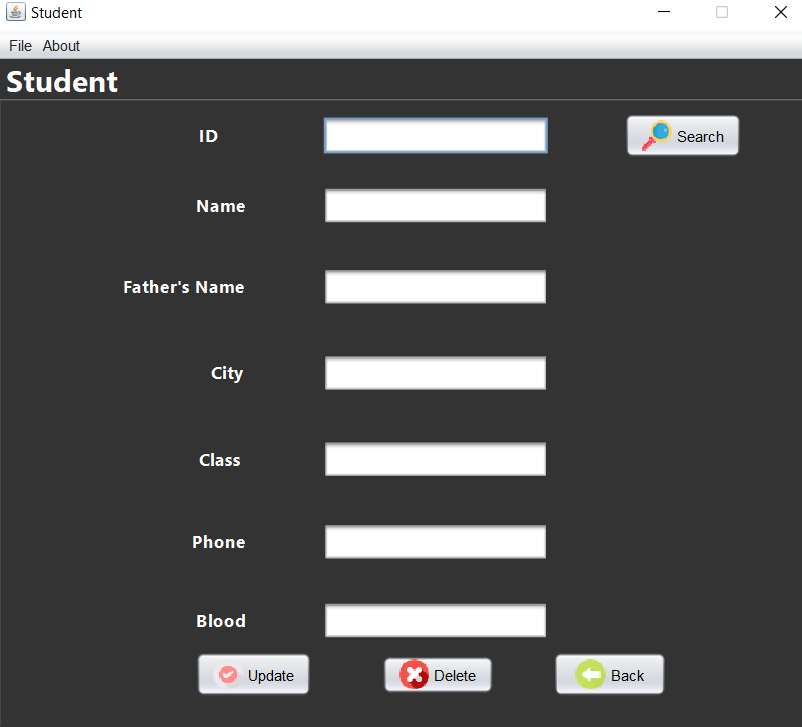 Student
File About
Student
ID Search
Name
Father's Name
City
Class
Phone
Blood
Update Delete Back